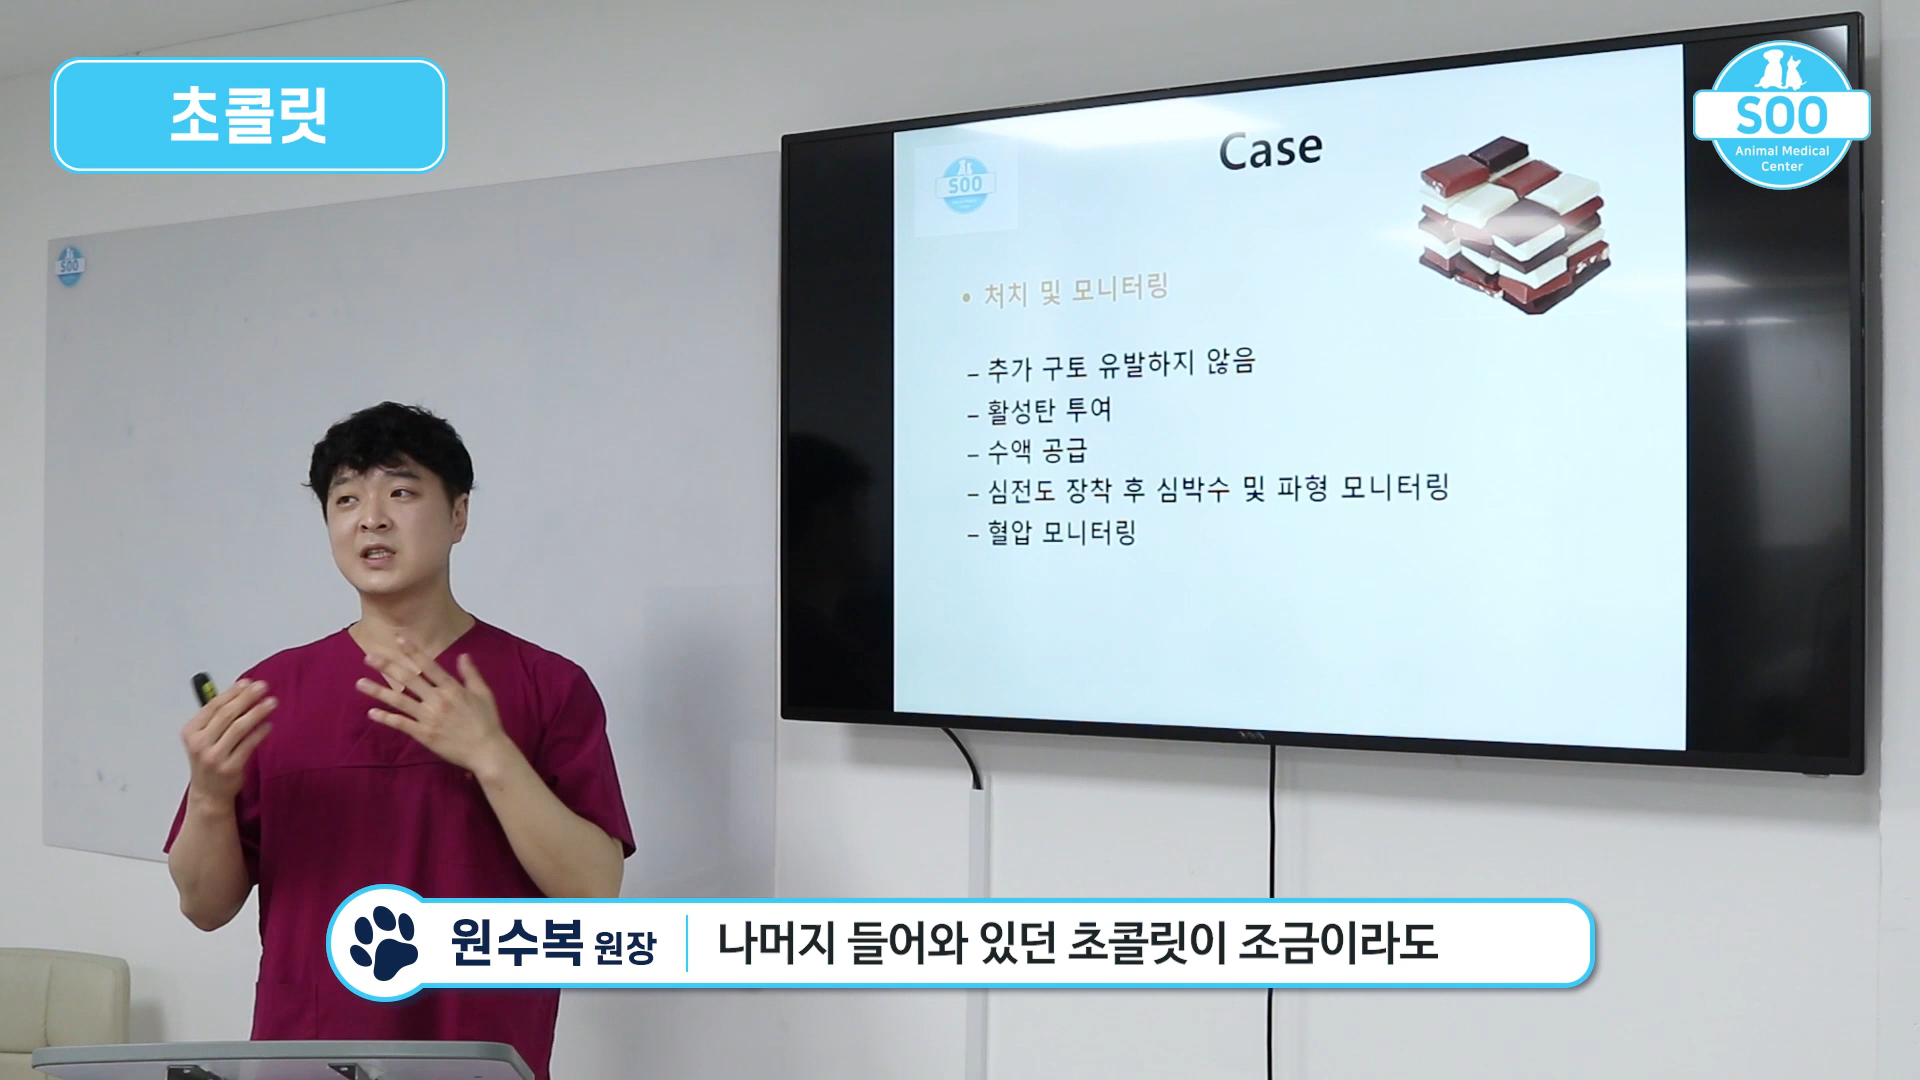 초콜릿
SOO
Animal Medical
Center
Case
SOO
SOO
• 처치 및 모니터링
– 추가 구토 유발하지 않음
– 활성탄 투여
– 수액 공급
– 심전도 장착 후 심박수 및 파형 모니터링
– 혈압 모니터링
원수복 원장 | 나머지 들어와 있던 초콜릿이 조금이라도